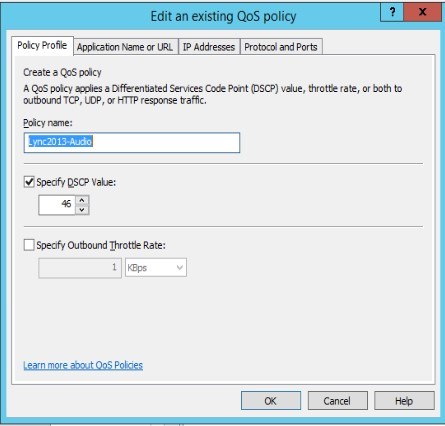 Edit an existing QoS policy
? x
Policy Profile Application Name or URL IP Addresses Protocol and Ports
Create a QoS policy
A QoS policy applies a Differentiated Services Code Point (DSCP) value, throttle rate, or both to
outbound TCP, UDP, or HTTP response traffic.
Policy name:
Lync2013-Audio
Specify DSCP Value:
46
Specify Outbound Throttle Rate:
1 KBps
Learn more about QoS Policies
OK Cancel Help